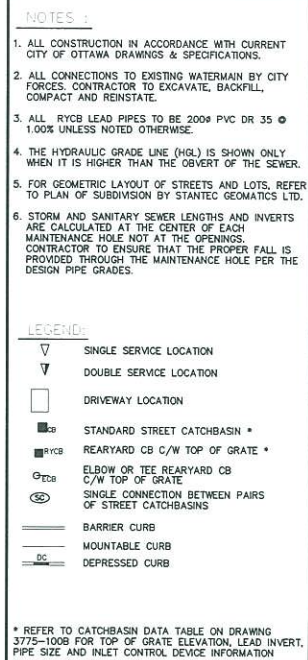 NOTES :
1. ALL CONSTRUCTION IN ACCORDANCE WITH CURRENT
CITY OF OTTAWA DRAWINGS & SPECIFICATIONS.
2. ALL CONNECTIONS TO EXISTING WATERMAIN BY CITY
FORCES. CONTRACTOR TO EXCAVATE, BACKFILL,
COMPACT AND REINSTATE.
3. ALL RYCB LEAD PIPES TO BE 200ø PVC DR 35 @
1.00% UNLESS NOTED OTHERWISE.
4. THE HYDRAULIC GRADE LINE (HGL) IS SHOWN ONLY
WHEN IT IS HIGHER THAN THE OBVERT OF THE SEWER.
5. FOR GEOMETRIC LAYOUT OF STREETS AND LOTS, REFER
TO PLAN OF SUBDIVISION BY STANTEC GEOMATICS LTD.
6. STORM AND SANITARY SEWER LENGTHS AND INVERTS
ARE CALCULATED AT THE CENTER OF EACH
MAINTENANCE HOLE NOT AT THE OPENINGS.
CONTRACTOR TO ENSURE THAT THE PROPER FALL IS
PROVIDED THROUGH THE MAINTENANCE HOLE PER THE
DESIGN PIPE GRADES.
LEGEND:
SINGLE SERVICE LOCATION
DOUBLE SERVICE LOCATION
DRIVEWAY LOCATION
CB STANDARD STREET CATCHBASIN *
RYCB REARYARD CB C/W TOP OF GRATE *
ECB ELBOW OR TEE REARYARD CB
C/W TOP OF GRATE
SC SINGLE CONNECTION BETWEEN PAIRS
OF STREET CATCHBASINS
BARRIER CURB
MOUNTABLE CURB
DC DEPRESSED CURB
* REFER TO CATCHBASIN DATA TABLE ON DRAWING
3775-100B FOR TOP OF GRATE ELEVATION, LEAD INVERT,
PIPE SIZE AND INLET CONTROL DEVICE INFORMATION